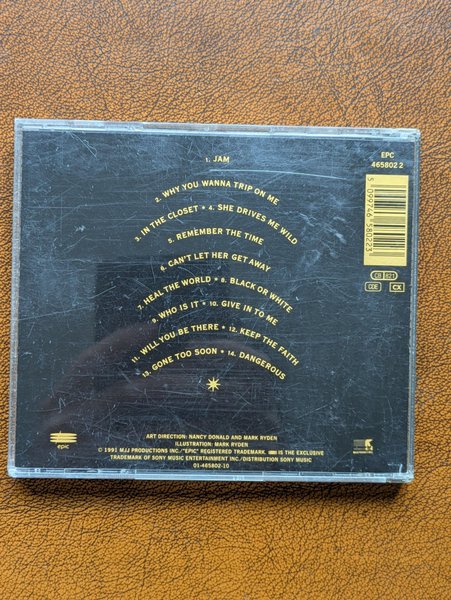 EPC
465802 2
5 099746 580223
CB 621
CDE CX
1. JAM
2. WHY YOU WANNA TRIP ON ME
3. IN THE CLOSET * 4. SHE DRIVES ME WILD
5. REMEMBER THE TIME
6. CAN'T LET HER GET AWAY
7. HEAL THE WORLD * 8. BLACK OR WHITE
9. WHO IS IT * 10. GIVE IN TO ME
11. WILL YOU BE THERE * 12. KEEP THE FAITH
13. GONE TOO SOON * 14. DANGEROUS
epic
ART DIRECTION: NANCY DONALD AND MARK RYDEN
ILLUSTRATION: MARK RYDEN
© 1991 MJJ PRODUCTIONS INC./"EPIC" REGISTERED TRADEMARK. IS THE EXCLUSIVE
TRADEMARK OF SONY MUSIC ENTERTAINMENT INC./DISTRIBUTION SONY MUSIC
01-465802-10